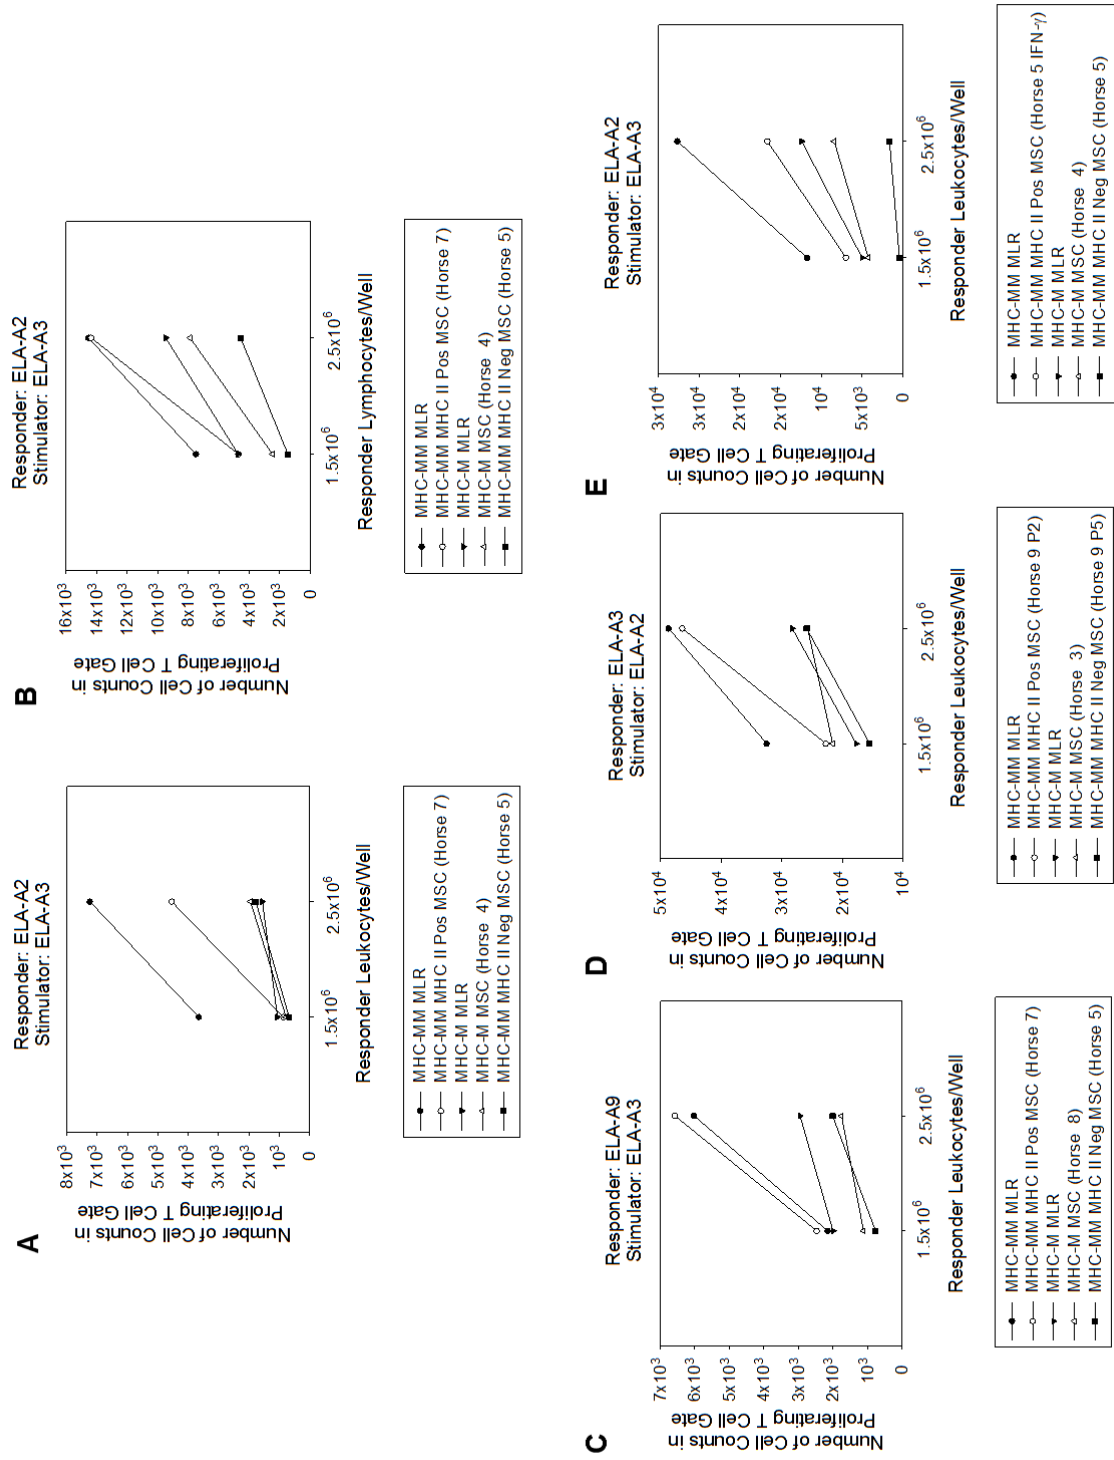 A
Responder: ELA-A2
Stimulator: ELA-A3
Number of Cell Counts in
Proliferating T Cell Gate
8x10³
7x10³
6x10³
5x10³
4x10³
3x10³
2x10³
10³
0
1.5x10⁶
2.5x10⁶
Responder Leukocytes/Well
MHC-MM MLR
MHC-MM MHC II Pos MSC (Horse 7)
MHC-M MLR
MHC-M MSC (Horse 4)
MHC-MM MHC II Neg MSC (Horse 5)
B
Responder: ELA-A2
Stimulator: ELA-A3
Number of Cell Counts in
Proliferating T Cell Gate
16x10³
14x10³
12x10³
10x10³
8x10³
6x10³
4x10³
2x10³
0
1.5x10⁶
2.5x10⁶
Responder Lymphocytes/Well
MHC-MM MLR
MHC-MM MHC II Pos MSC (Horse 7)
MHC-M MLR
MHC-M MSC (Horse 4)
MHC-MM MHC II Neg MSC (Horse 5)
C
Responder: ELA-A9
Stimulator: ELA-A3
Number of Cell Counts in
Proliferating T Cell Gate
7x10³
6x10³
5x10³
4x10³
3x10³
2x10³
10³
0
1.5x10⁶
2.5x10⁶
Responder Leukocytes/Well
MHC-MM MLR
MHC-MM MHC II Pos MSC (Horse 7)
MHC-M MLR
MHC-M MSC (Horse 8)
MHC-MM MHC II Neg MSC (Horse 5)
D
Responder: ELA-A3
Stimulator: ELA-A2
Number of Cell Counts in
Proliferating T Cell Gate
5x10⁴
4x10⁴
3x10⁴
2x10⁴
10⁴
1.5x10⁶
2.5x10⁶
Responder Leukocytes/Well
MHC-MM MLR
MHC-MM MHC II Pos MSC (Horse 9 P2)
MHC-M MLR
MHC-M MSC (Horse 3)
MHC-MM MHC II Neg MSC (Horse 9 P5)
E
Responder: ELA-A2
Stimulator: ELA-A3
Number of Cell Counts in
Proliferating T Cell Gate
3x10⁴
3x10⁴
2x10⁴
2x10⁴
10⁴
5x10³
0
1.5x10⁶
2.5x10⁶
Responder Leukocytes/Well
MHC-MM MLR
MHC-MM MHC II Pos MSC (Horse 5 IFN-γ)
MHC-M MLR
MHC-M MSC (Horse 4)
MHC-MM MHC II Neg MSC (Horse 5)